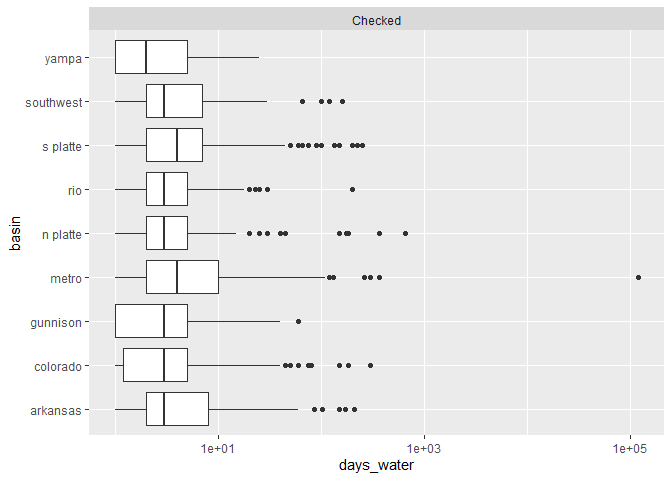 Checked
yampa
southwest
s platte
rio
n platte
metro
gunnison
colorado
arkansas
basin
1e+01
1e+03
1e+05
days_water